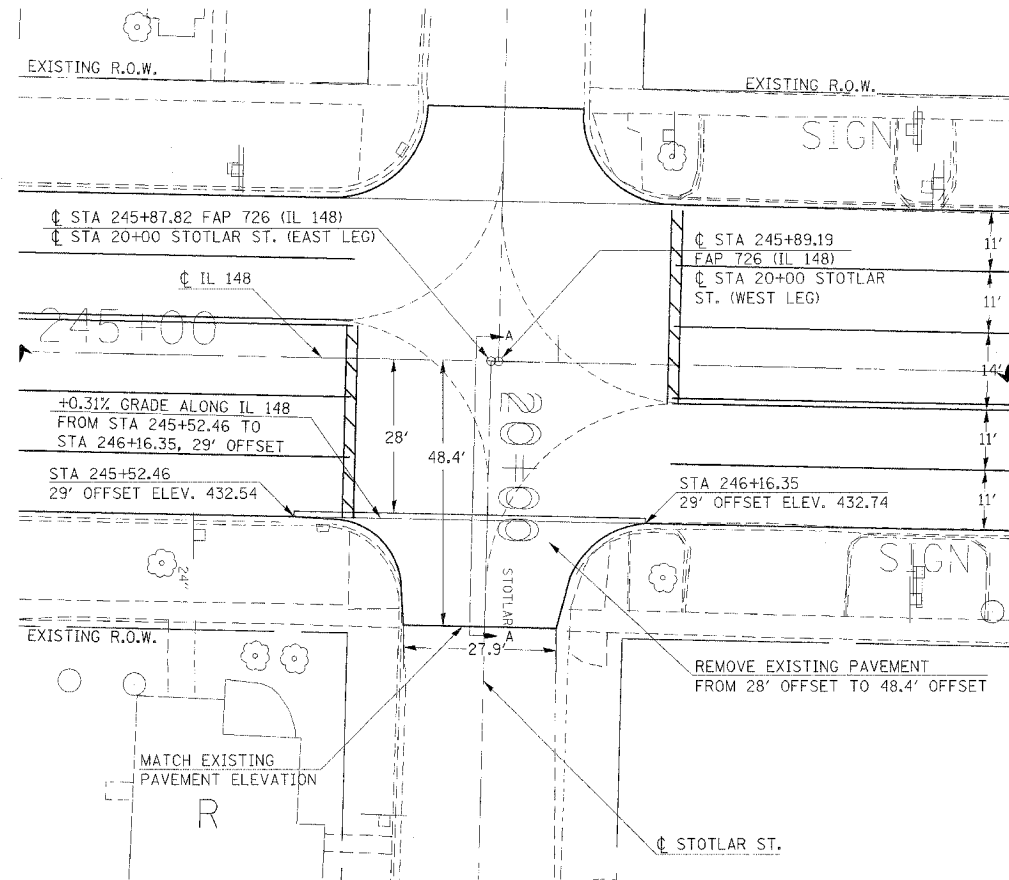 EXISTING R.O.W.
EXISTING R.O.W.
SIGN
℄ STA 245+87.82 FAP 726 (IL 148)
℄ STA 20+00 STOTLAR ST. (EAST LEG)
℄ STA 245+89.19
FAP 726 (IL 148)
℄ STA 20+00 STOTLAR
ST. (WEST LEG)
11'
11'
14'
11'
11'
℄ IL 148
245+00
A
+0.31% GRADE ALONG IL 148
FROM STA 245+52.46 TO
STA 246+16.35, 29' OFFSET
28'
48.4'
20+00
STA 245+52.46
29' OFFSET ELEV. 432.54
STA 246+16.35
29' OFFSET ELEV. 432.74
SIGN
24"
STOTLAR
EXISTING R.O.W.
A
27.9'
REMOVE EXISTING PAVEMENT
FROM 28' OFFSET TO 48.4' OFFSET
MATCH EXISTING
PAVEMENT ELEVATION
R
℄ STOTLAR ST.